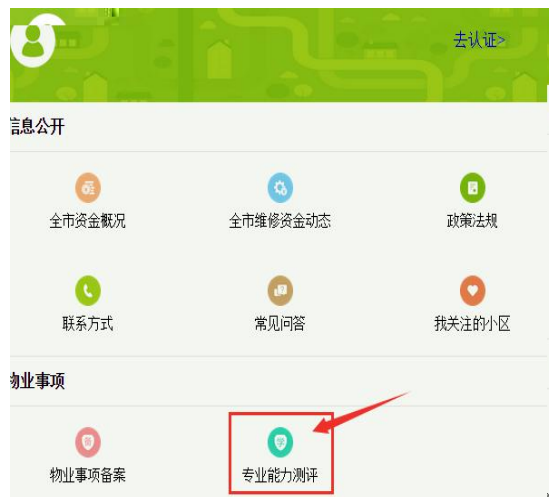 去认证>
信息公开
全市资金概况 全市维修资金动态 政策法规
联系方式 常见问答 我关注的小区
物业事项
物业事项备案 专业能力测评